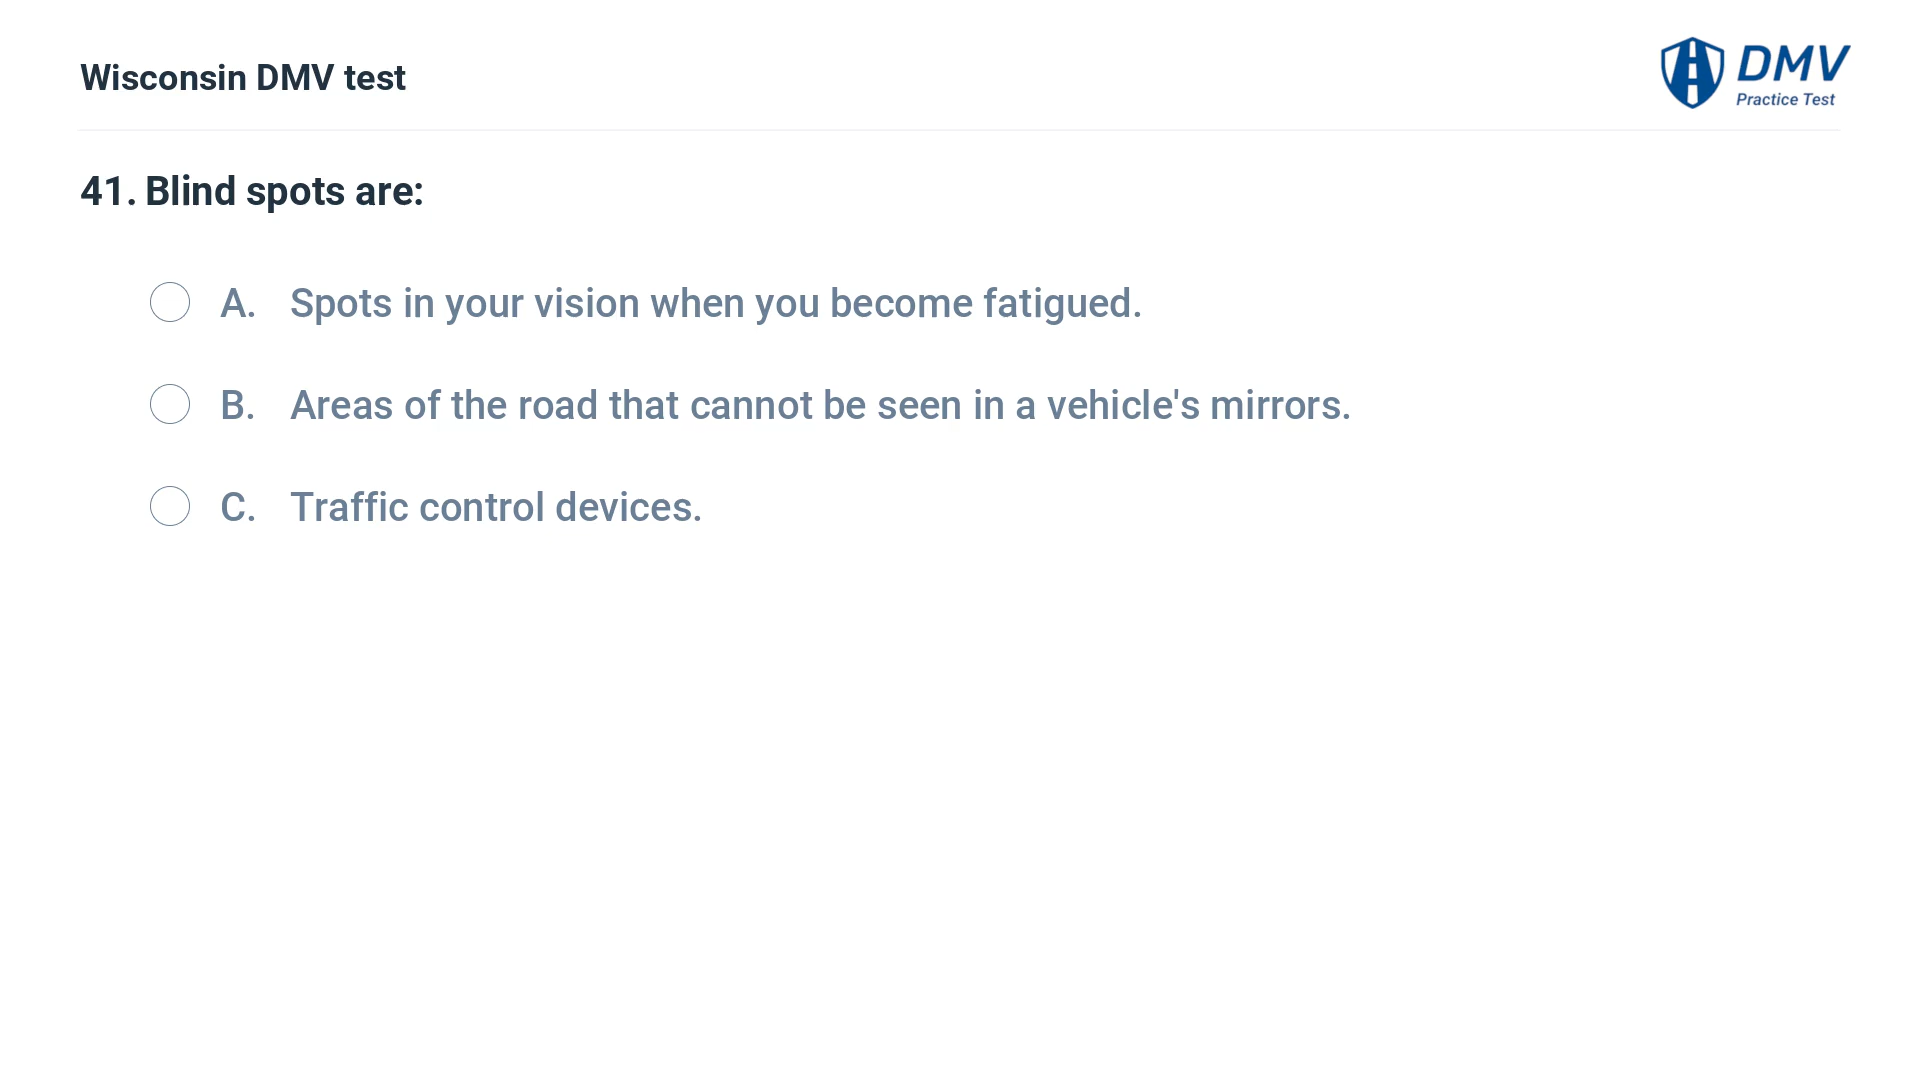 Wisconsin DMV test
DMV
Practice Test
41. Blind spots are:
A. Spots in your vision when you become fatigued.
B. Areas of the road that cannot be seen in a vehicle's mirrors.
C. Traffic control devices.